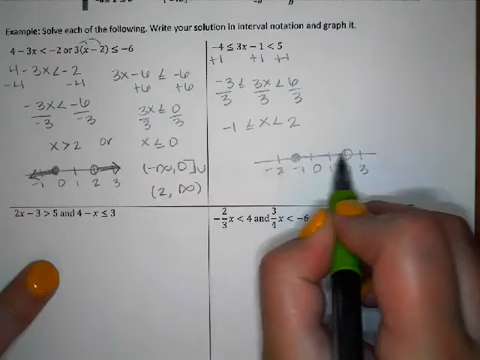 Example: Solve each of the following. Write your solution in interval notation and graph it.
4 − 3x < −2 or 3(x − 2) ≤ −6
4 - 3x < -2
-4 -4
-3x < -6
-3 -3
x > 2 or x ≤ 0
3x - 6 ≤ -6
+6 +6
3x ≤ 0
3 3
-1 0 1 2 3
(-∞, 0] ∪
(2, ∞)
−4 ≤ 3x − 1 < 5
+1 +1 +1
-3 ≤ 3x < 6
3 3 3
-1 ≤ x < 2
-2 -1 0 1 3
2x − 3 > 5 and 4 − x ≤ 3
−2/3x < 4 and 3/4x < −6